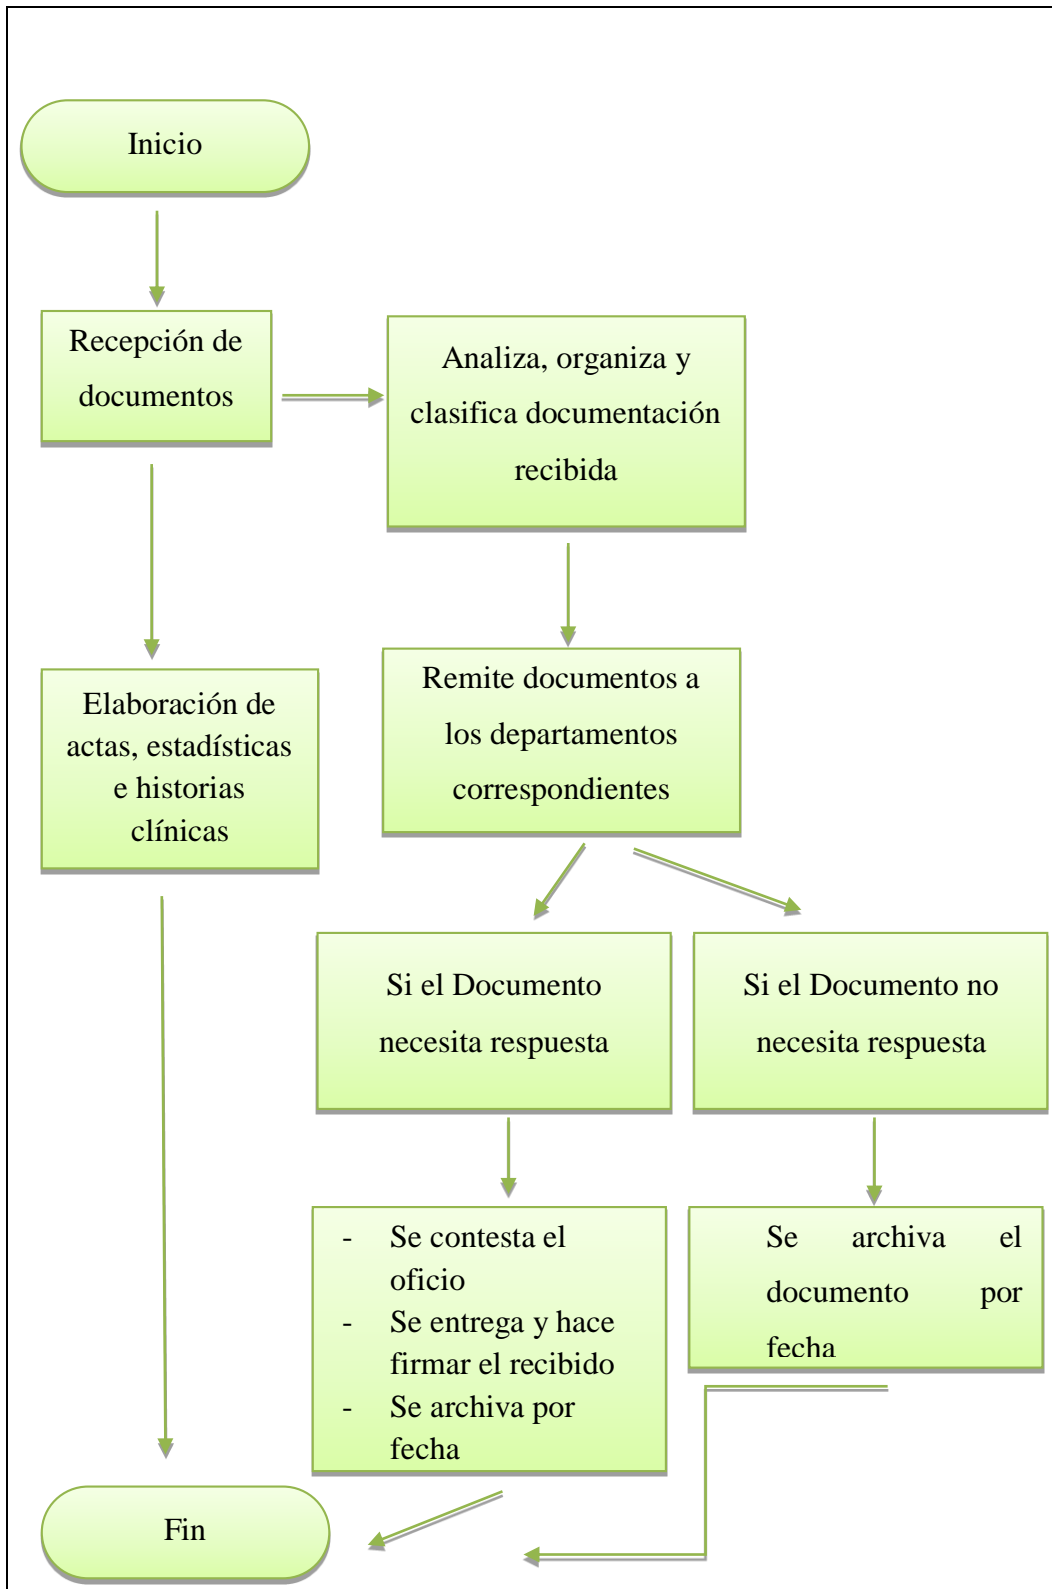 Inicio
Recepción de
documentos
Analiza, organiza y
clasifica documentación
recibida
Elaboración de
actas, estadísticas
e historias
clínicas
Remite documentos a
los departamentos
correspondientes
Si el Documento
necesita respuesta
Si el Documento no
necesita respuesta
- Se contesta el
oficio
- Se entrega y hace
firmar el recibido
- Se archiva por
fecha
Se archiva el
documento por
fecha
Fin